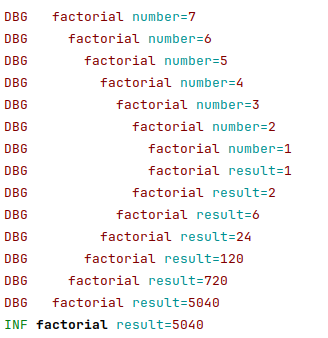 DBG   factorial number=7
DBG     factorial number=6
DBG       factorial number=5
DBG         factorial number=4
DBG           factorial number=3
DBG             factorial number=2
DBG               factorial number=1
DBG               factorial result=1
DBG             factorial result=2
DBG           factorial result=6
DBG         factorial result=24
DBG       factorial result=120
DBG     factorial result=720
DBG   factorial result=5040
INF factorial result=5040